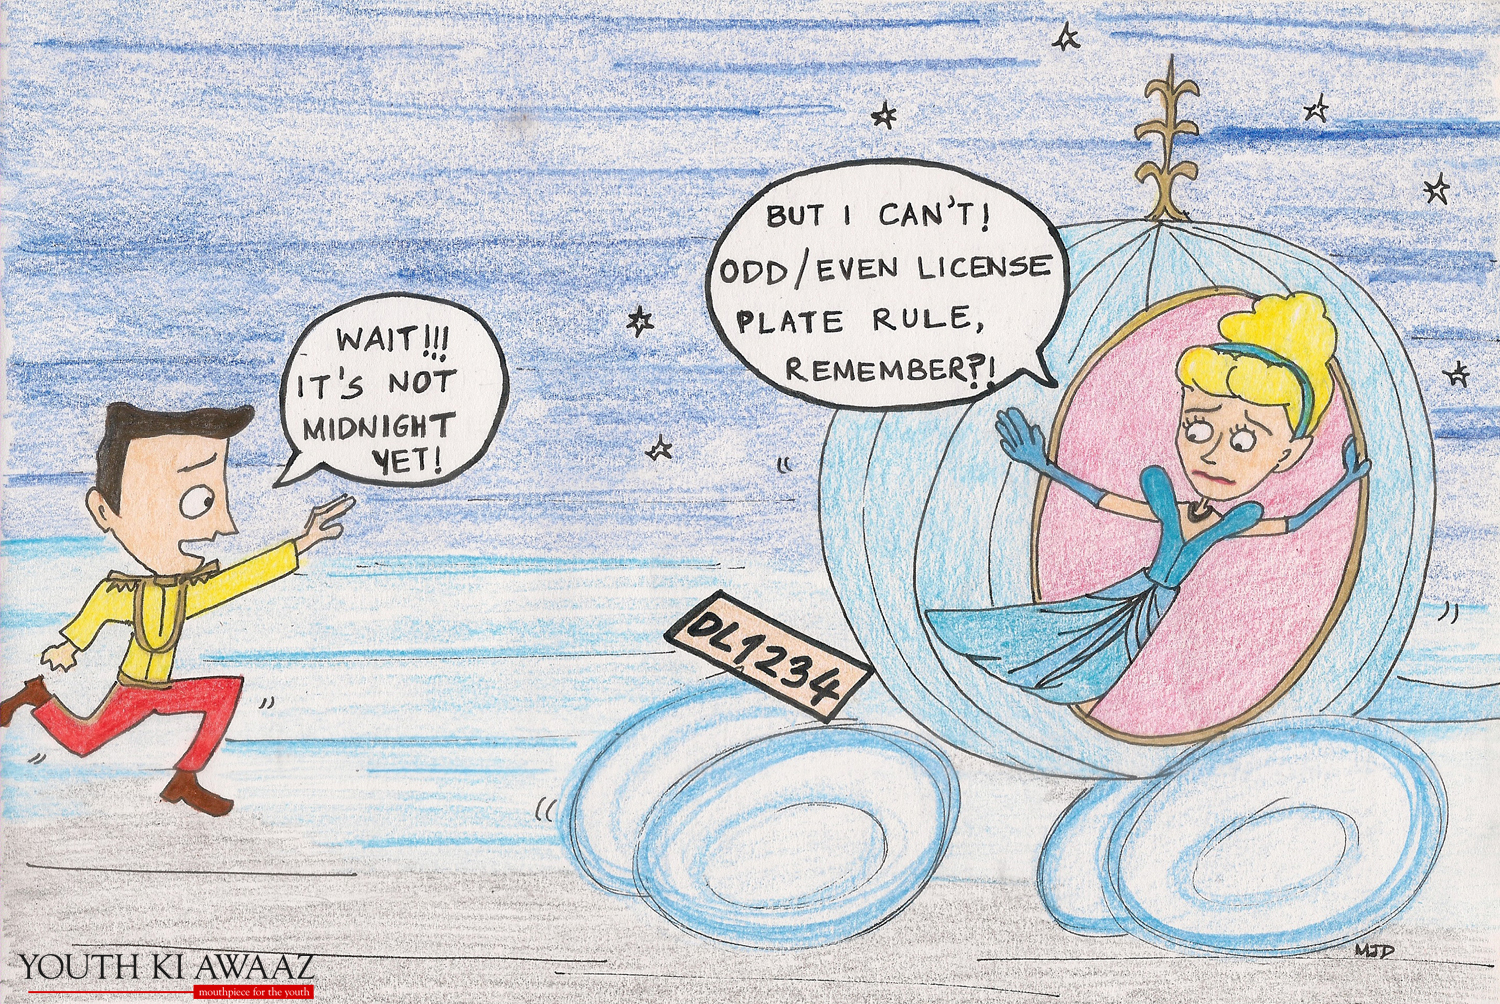 WAIT!!!
IT'S NOT
MIDNIGHT
YET!
BUT I CAN'T!
ODD/EVEN LICENSE
PLATE RULE,
REMEMBER?!
DL1234
MJD
YOUTH KI AWAAZ
mouthpiece for the youth